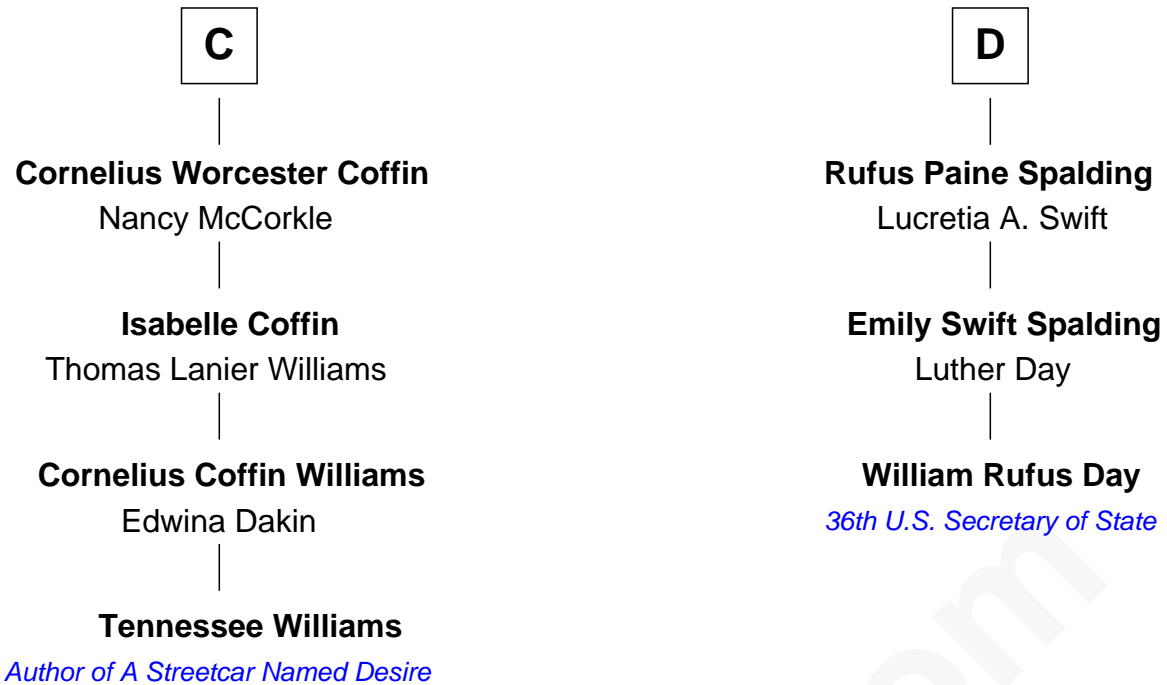 C
Cornelius Worcester Coffin
Nancy McCorkle
Isabelle Coffin
Thomas Lanier Williams
Cornelius Coffin Williams
Edwina Dakin
Tennessee Williams
Author of A Streetcar Named Desire
D
Rufus Paine Spalding
Lucretia A. Swift
Emily Swift Spalding
Luther Day
William Rufus Day
36th U.S. Secretary of State
om